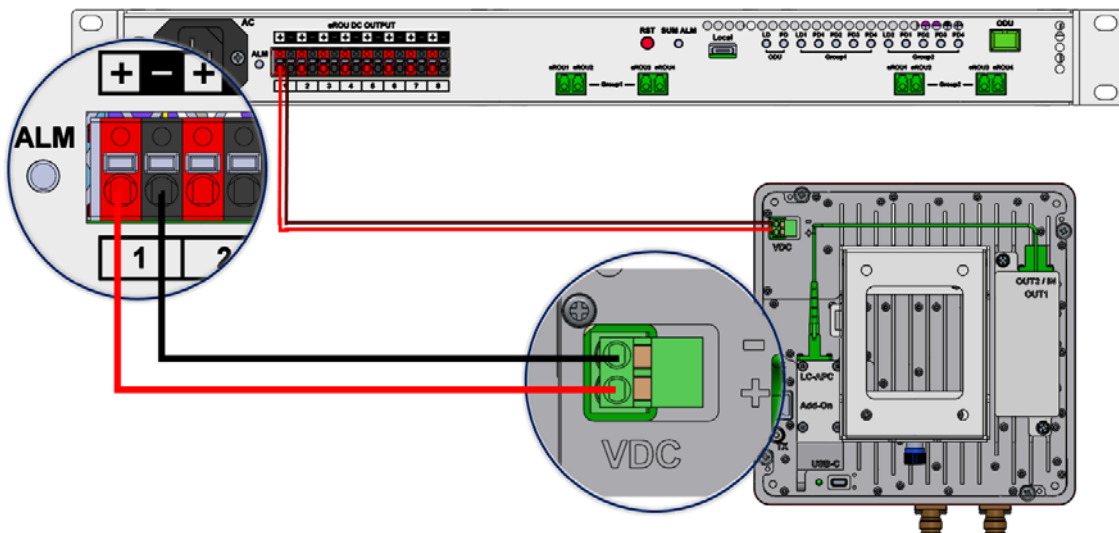 AC
eROU DC OUTPUT
+ - + - + - + - + - + - + - + -
ALM
1 2 3 4 5 6 7 8
RST SUM ALM
Local
LD PD PD1 PD2 PD3 PD4 LD2 PD1 PD2 PD3 PD4
ODU Group1 Group2
ODU
eROU1 eROU2 Group1 eROU3 eROU4
eROU1 eROU2 Group2 eROU3 eROU4
+ - +
ALM
1 2
- +
VDC
-
+
VDC
OUT2 / IN
OUT1
LC-APC
Add-On
TX
USB-C